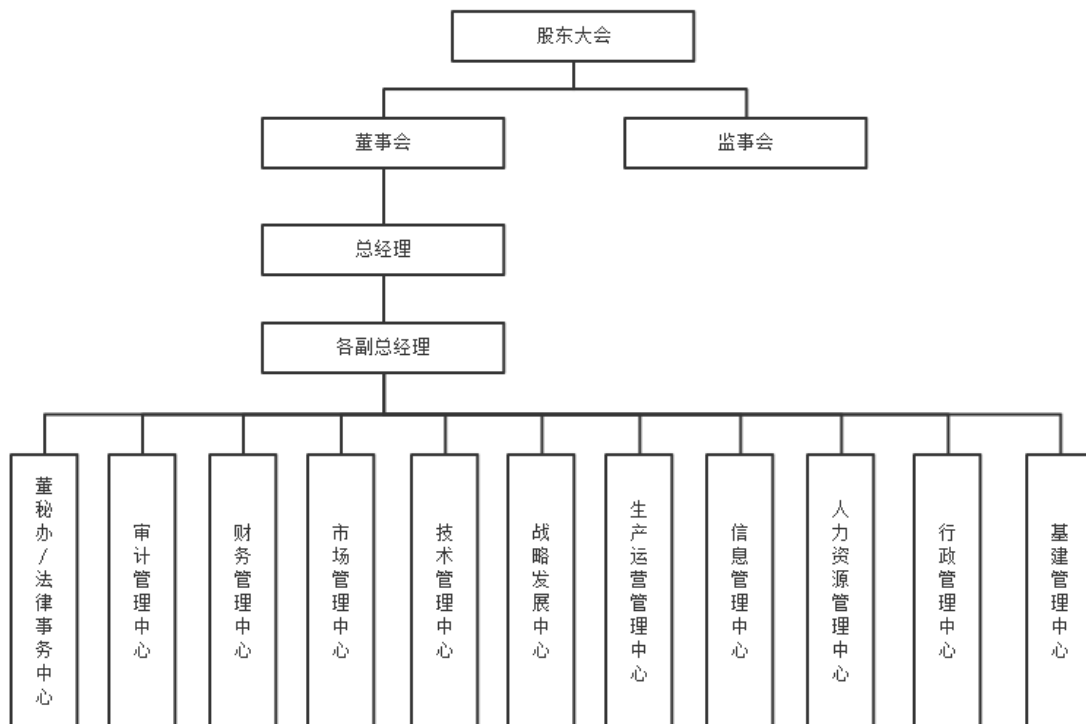 股东大会
董事会
监事会
总经理
各副总经理
董秘办/法律事务中心
审计管理中心
财务管理中心
市场管理中心
技术管理中心
战略发展中心
生产运营管理中心
信息管理中心
人力资源管理中心
行政管理中心
基建管理中心